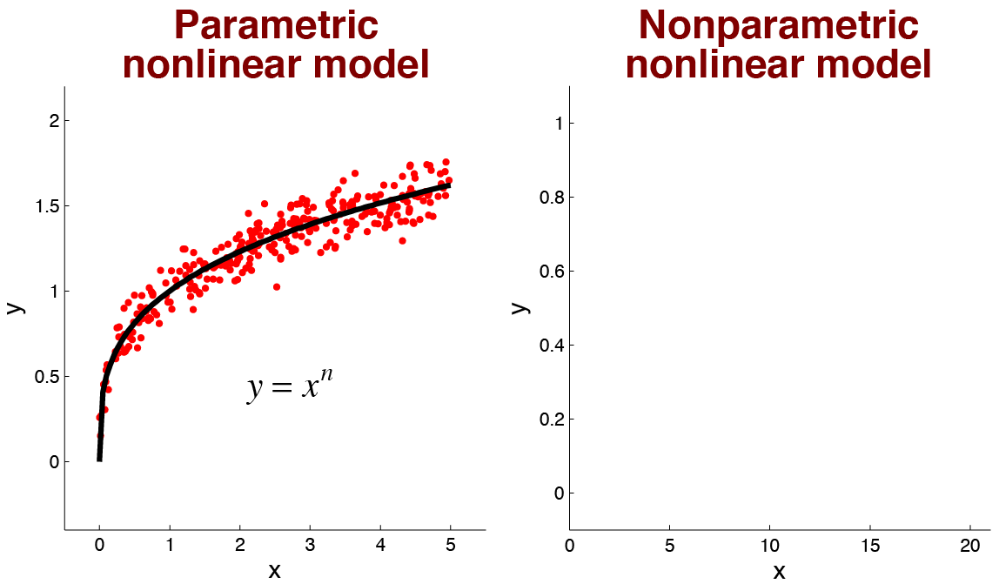 Parametric
nonlinear model
2
1.5
1
0.5
0
y
y = xⁿ
0 1 2 3 4 5
x
Nonparametric
nonlinear model
1
0.8
0.6
0.4
0.2
0
y
0 5 10 15 20
x